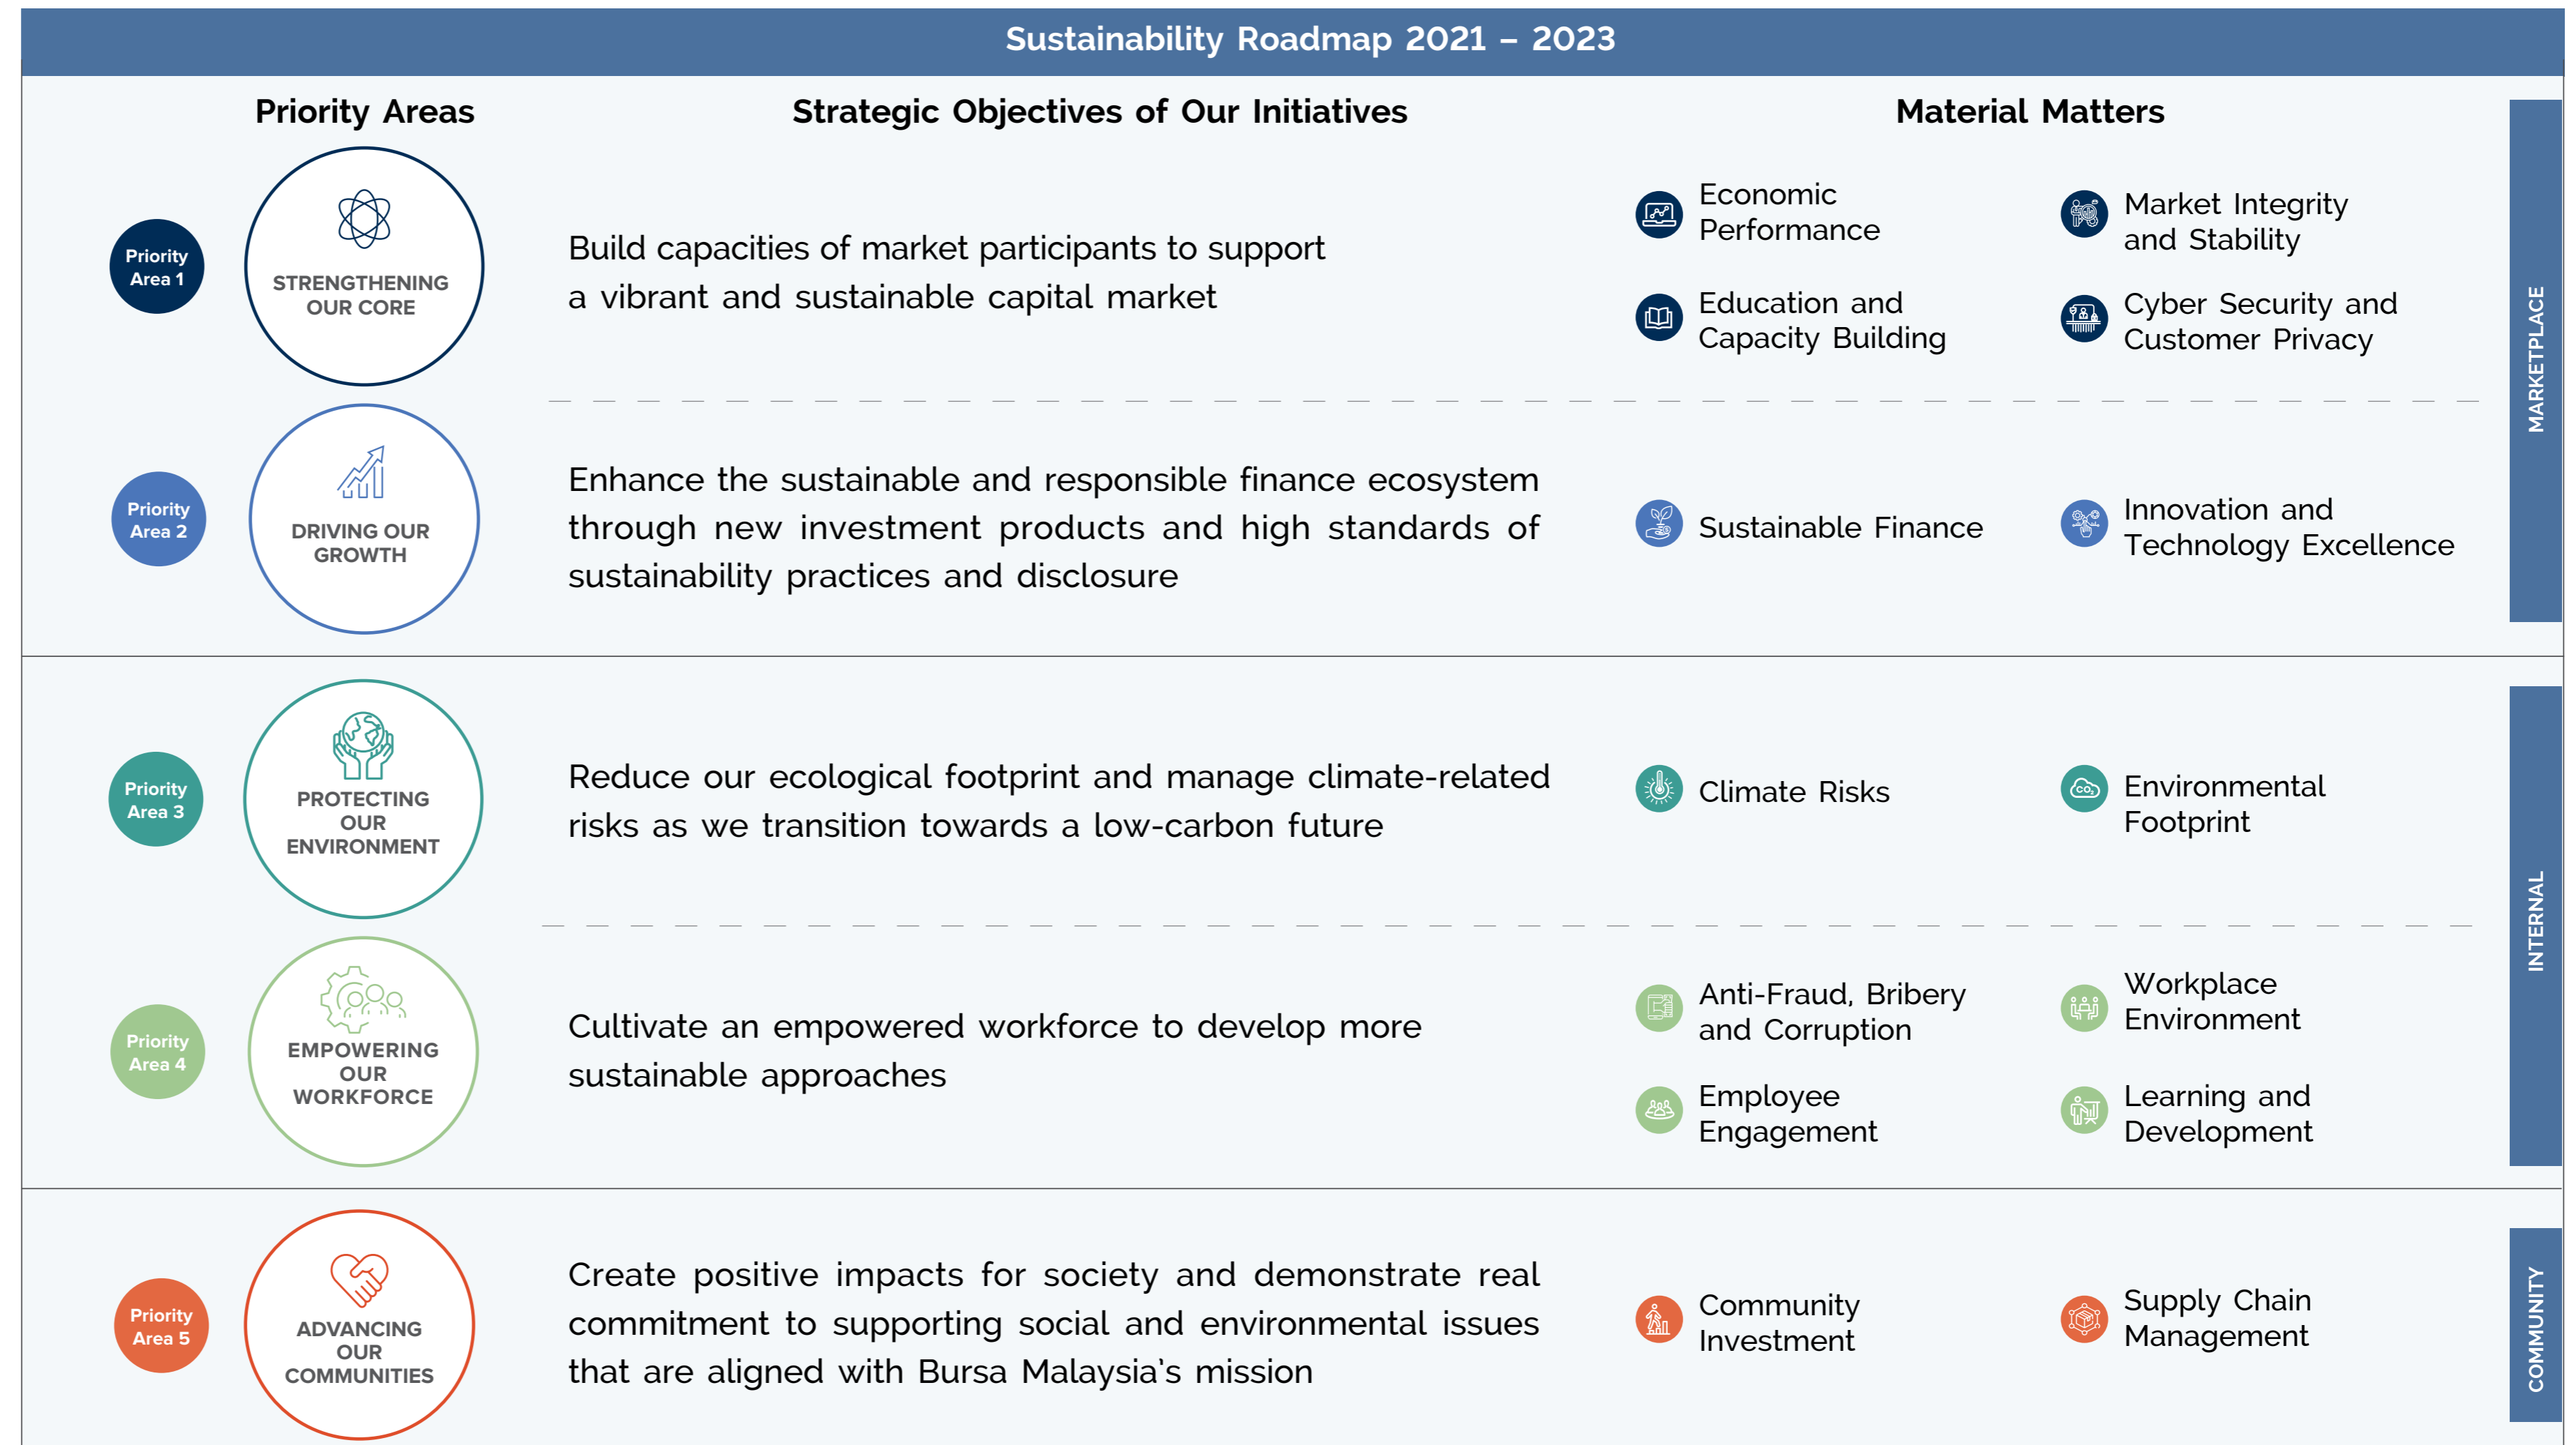 Sustainability Roadmap 2021 – 2023
Priority Areas
Strategic Objectives of Our Initiatives
Material Matters
Priority
Area 1
STRENGTHENING
OUR CORE
Build capacities of market participants to support
a vibrant and sustainable capital market
Economic
Performance
Market Integrity
and Stability
Education and
Capacity Building
Cyber Security and
Customer Privacy
MARKETPLACE
Priority
Area 2
DRIVING OUR
GROWTH
Enhance the sustainable and responsible finance ecosystem
through new investment products and high standards of
sustainability practices and disclosure
Sustainable Finance
Innovation and
Technology Excellence
Priority
Area 3
PROTECTING
OUR
ENVIRONMENT
Reduce our ecological footprint and manage climate-related
risks as we transition towards a low-carbon future
Climate Risks
CO₂
Environmental
Footprint
INTERNAL
Priority
Area 4
EMPOWERING
OUR
WORKFORCE
Cultivate an empowered workforce to develop more
sustainable approaches
Anti-Fraud, Bribery
and Corruption
Workplace
Environment
Employee
Engagement
Learning and
Development
Priority
Area 5
ADVANCING
OUR
COMMUNITIES
Create positive impacts for society and demonstrate real
commitment to supporting social and environmental issues
that are aligned with Bursa Malaysia's mission
Community
Investment
Supply Chain
Management
COMMUNITY